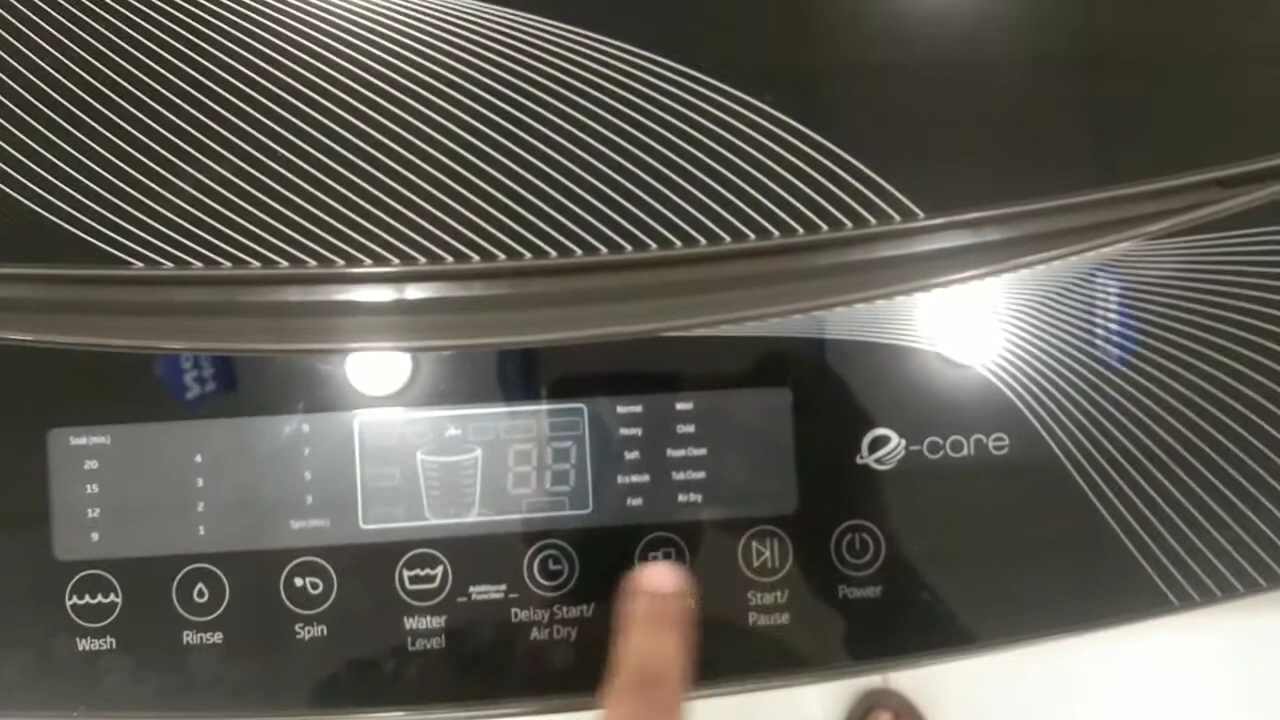 e-care
Soak (min.)
20
15
12
9
4
3
2
1
9
7
5
3
Spin (min.)
88
Normal
Heavy
Soft
Eco Wash
Fast
Wool
Child
Foam Clean
Tub Clean
Air Dry
Wash
Rinse
Spin
Water
Level
Additional
Function
Delay Start/
Air Dry
Start/
Pause
Power